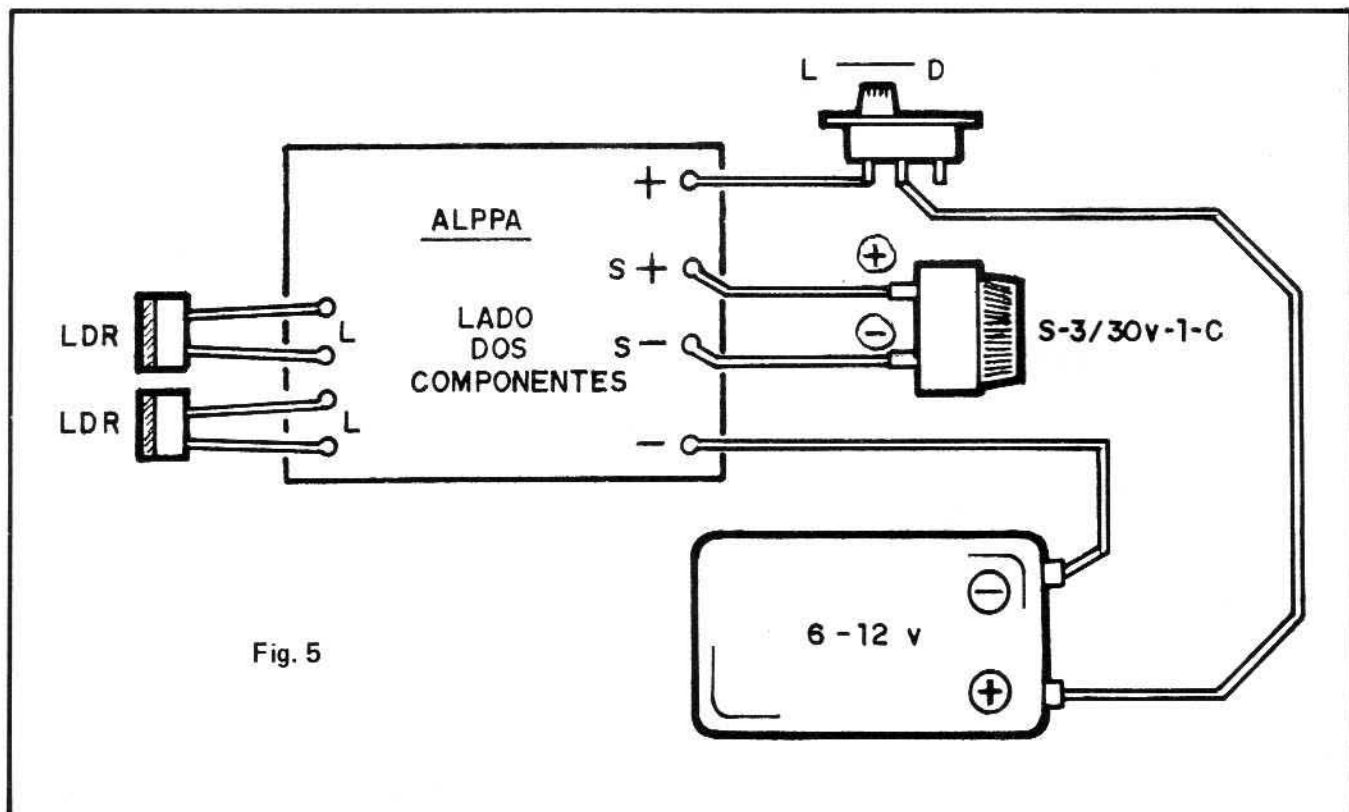 L D
+
ALPPA
S +
LADO
DOS
COMPONENTES
S -
-
LDR
L
LDR
L
+
-
S-3/30v-1-C
-
6-12 v
+
Fig. 5